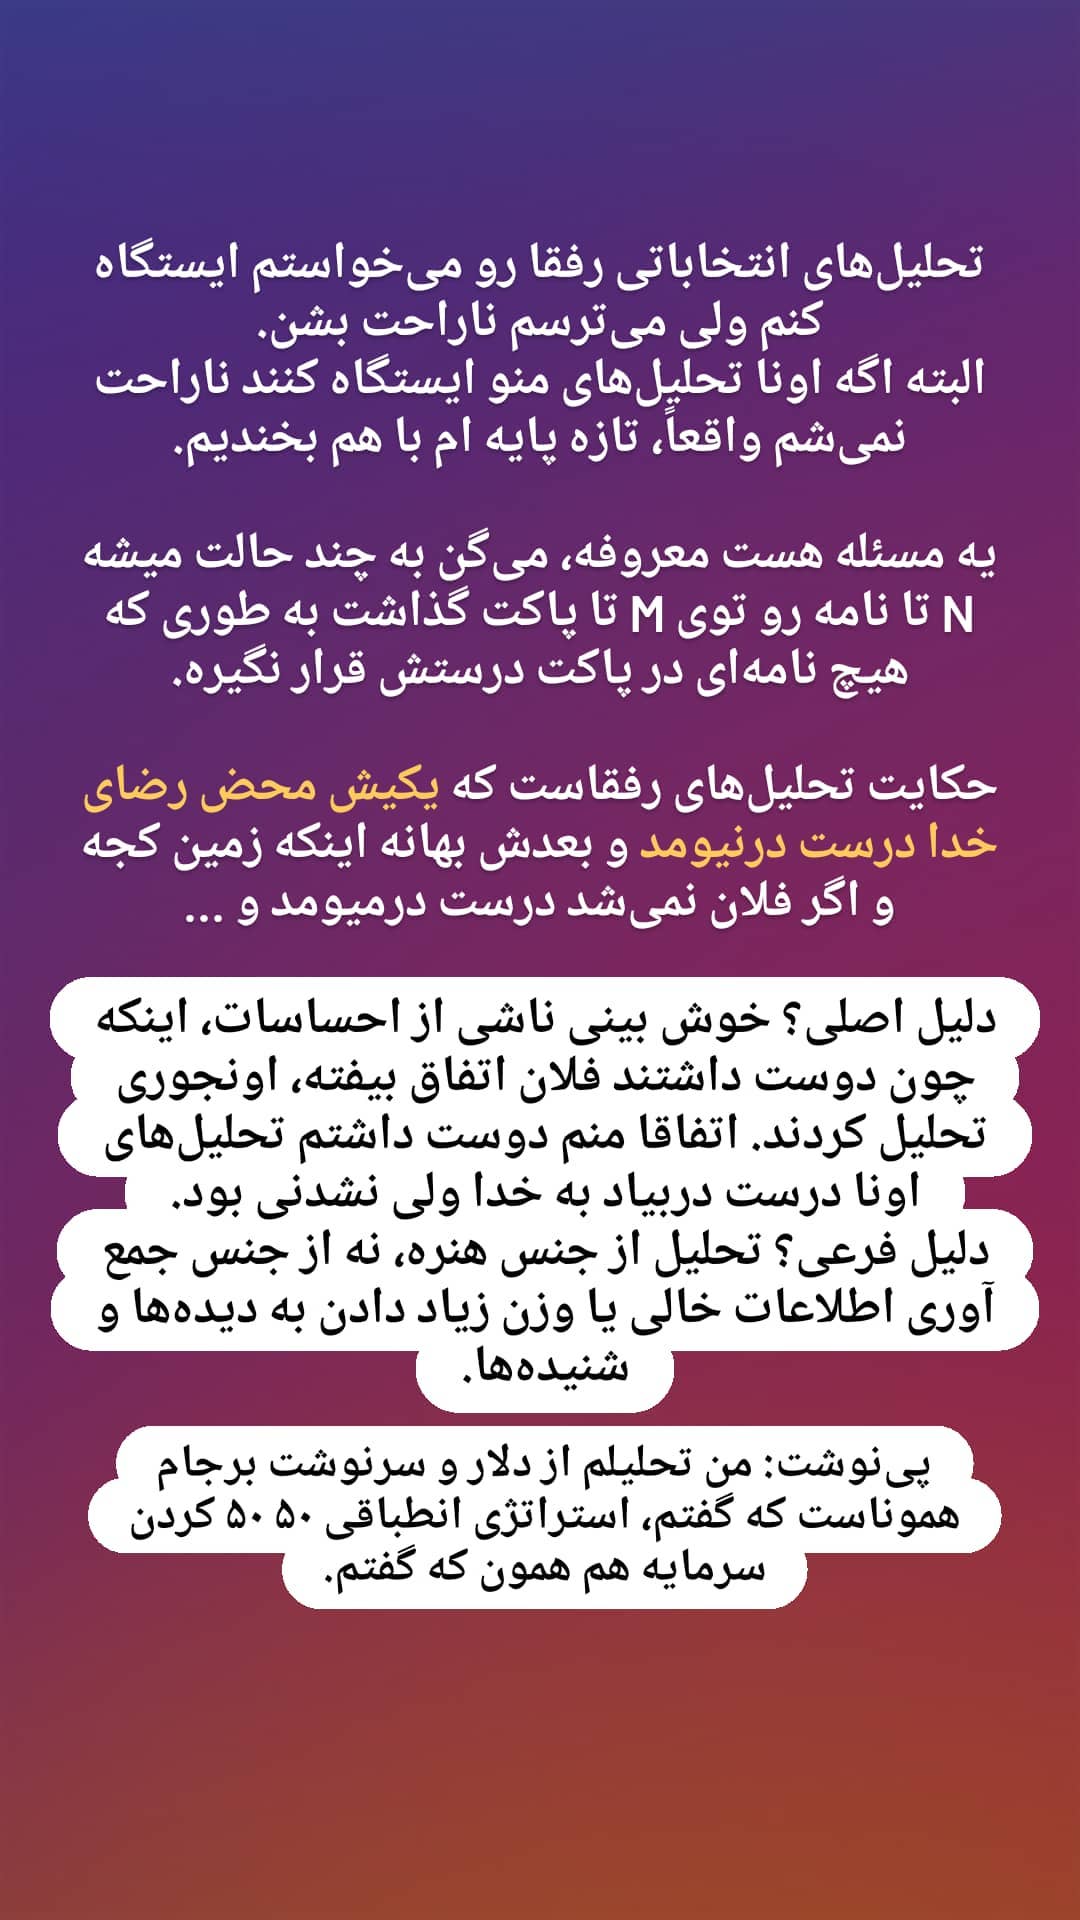 تحلیل‌های انتخاباتی رفقا رو می‌خواستم ایستگاه
کنم ولی می‌ترسم ناراحت بشن.
البته اگه اونا تحلیل‌های منو ایستگاه کنند ناراحت
نمی‌شم واقعاً، تازه پایه ام با هم بخندیم.
یه مسئله هست معروفه، می‌گن به چند حالت میشه
N تا نامه رو توی M تا پاکت گذاشت به طوری که
هیچ نامه‌ای در پاکت درستش قرار نگیره.
حکایت تحلیل‌های رفقاست که یکیش محض رضای
خدا درست درنیومد و بعدش بهانه اینکه زمین کجه
و اگر فلان نمی‌شد درست درمیومد و ...
دلیل اصلی؟ خوش بینی ناشی از احساسات، اینکه
چون دوست داشتند فلان اتفاق بیفته، اونجوری
تحلیل کردند. اتفاقا منم دوست داشتم تحلیل‌های
اونا درست دربیاد به خدا ولی نشدنی بود.
دلیل فرعی؟ تحلیل از جنس هنره، نه از جنس جمع
آوری اطلاعات خالی یا وزن زیاد دادن به دیده‌ها و
شنیده‌ها.
پی‌نوشت: من تحلیلم از دلار و سرنوشت برجام
هموناست که گفتم، استراتژی انطباقی ۵۰ ۵۰ کردن
سرمایه هم همون که گفتم.